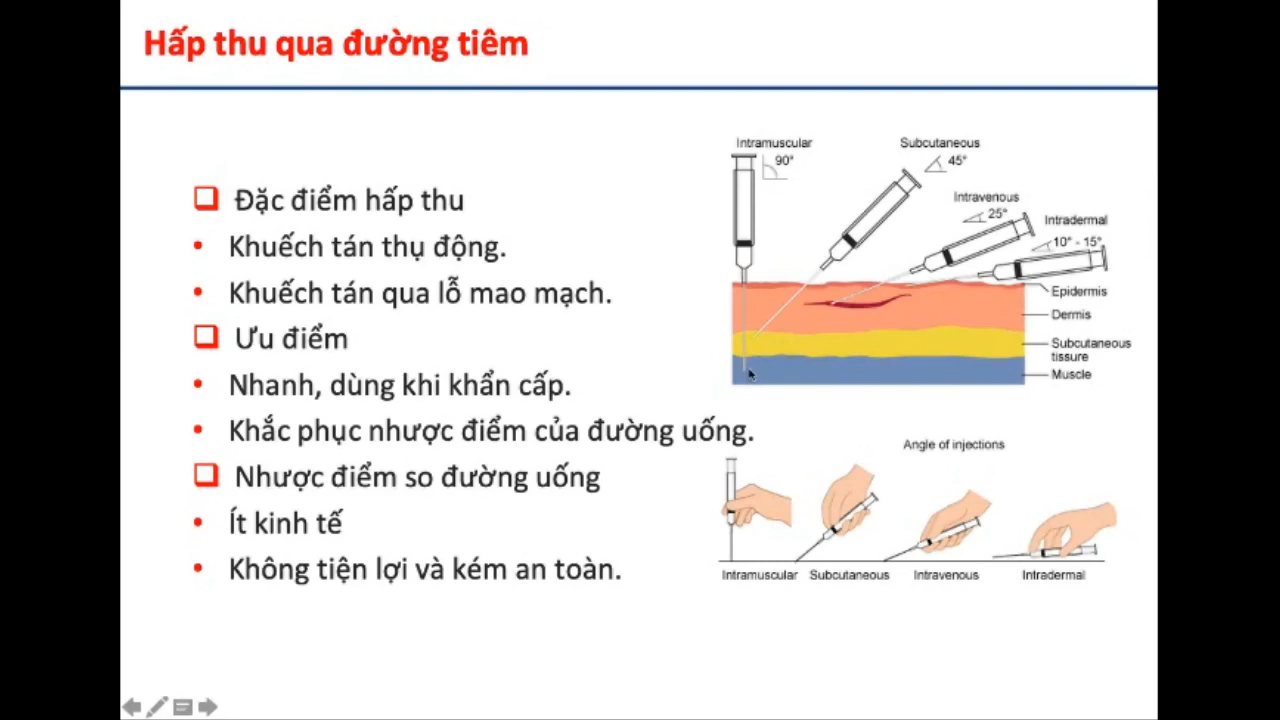 Hấp thu qua đường tiêm
Đặc điểm hấp thu
• Khuếch tán thụ động.
• Khuếch tán qua lỗ mao mạch.
Ưu điểm
• Nhanh, dùng khi khẩn cấp.
• Khắc phục nhược điểm của đường uống.
Nhược điểm so đường uống
• Ít kinh tế
• Không tiện lợi và kém an toàn.
Intramuscular
90°
Subcutaneous
45°
Intravenous
25°
Intradermal
10° - 15°
Epidermis
Dermis
Subcutaneous
tissure
Muscle
Angle of injections
Intramuscular
Subcutaneous
Intravenous
Intradermal